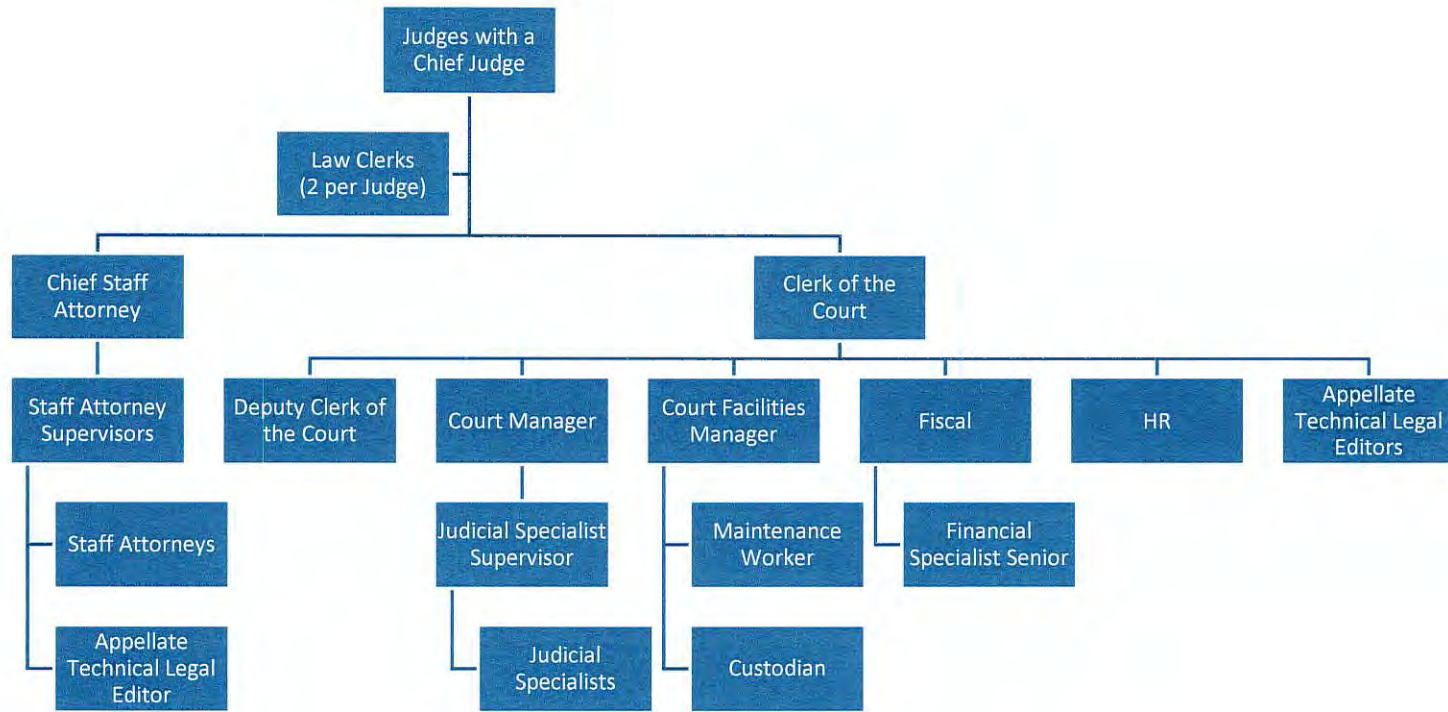 Judges with a
Chief Judge
Law Clerks
(2 per Judge)
Chief Staff
Attorney
Clerk of the
Court
Staff Attorney
Supervisors
Deputy Clerk of
the Court
Court Manager
Court Facilities
Manager
Fiscal
HR
Appellate
Technical Legal
Editors
Staff Attorneys
Judicial Specialist
Supervisor
Maintenance
Worker
Financial
Specialist Senior
Appellate
Technical Legal
Editor
Judicial
Specialists
Custodian